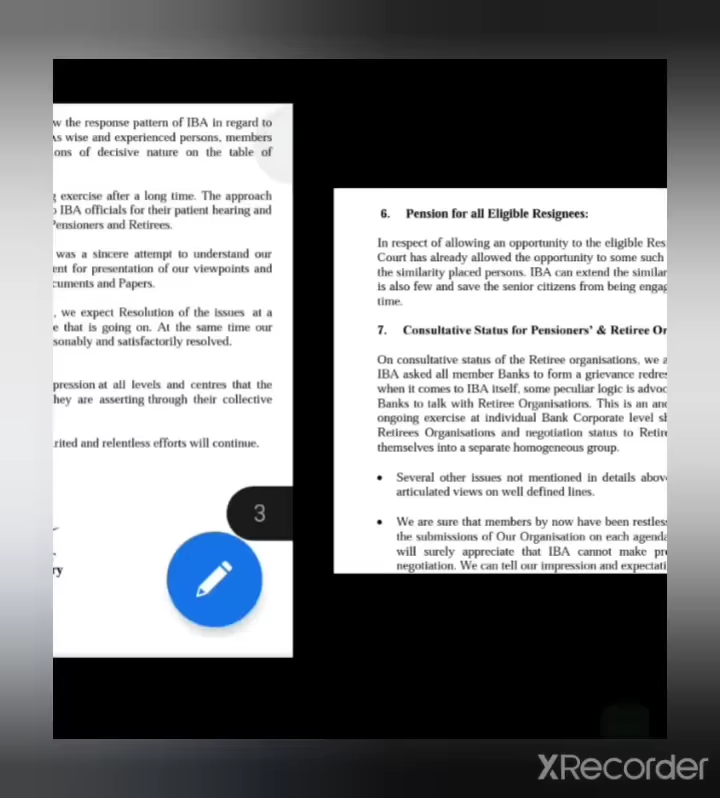 w the response pattern of IBA in regard to
As wise and experienced persons, members
ons of decisive nature on the table of
exercise after a long time. The approach
IBA officials for their patient hearing and
Pensioners and Retirees.
was a sincere attempt to understand our
ent for presentation of our viewpoints and
cuments and Papers.
, we expect Resolution of the issues at a
e that is going on. At the same time our
sonably and satisfactorily resolved.
pression at all levels and centres that the
hey are asserting through their collective
rited and relentless efforts will continue.
3
ry
6. Pension for all Eligible Resignees:
In respect of allowing an opportunity to the eligible Res
Court has already allowed the opportunity to some such
the similarity placed persons. IBA can extend the similar
is also few and save the senior citizens from being engag
time.
7. Consultative Status for Pensioners' & Retiree Or
On consultative status of the Retiree organisations, we a
IBA asked all member Banks to form a grievance redres
when it comes to IBA itself, some peculiar logic is advoc
Banks to talk with Retiree Organisations. This is an ano
ongoing exercise at individual Bank Corporate level sh
Retirees Organisations and negotiation status to Retire
themselves into a separate homogeneous group.
• Several other issues not mentioned in details above
articulated views on well defined lines.
• We are sure that members by now have been restless
the submissions of Our Organisation on each agenda
will surely appreciate that IBA cannot make pro
negotiation. We can tell our impression and expectati
XRecorder